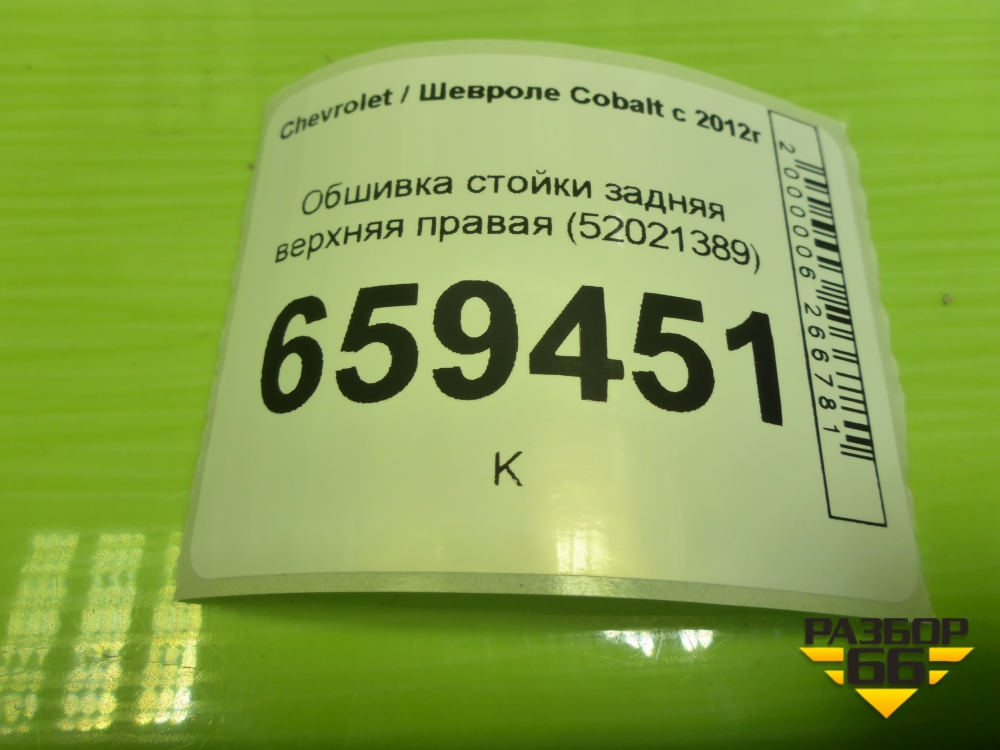 Chevrolet / Шевроле Cobalt с 2012г
Обшивка стойки задняя
верхняя правая (52021389)
659451
К
2000006266781
РАЗБОР
66